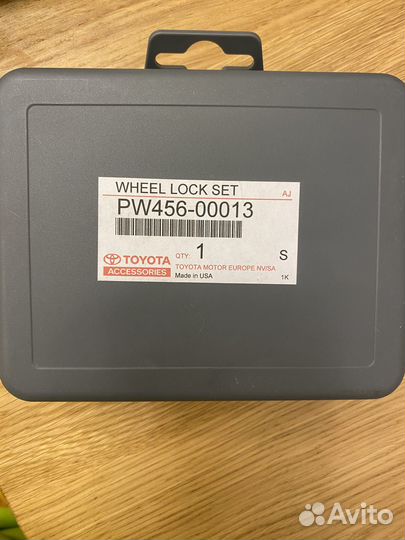 WHEEL LOCK SET AJ
PW456-00013
TOYOTA QTY: 1 S
ACCESSORIES TOYOTA MOTOR EUROPE NV/SA
Made in USA 1K
Avito